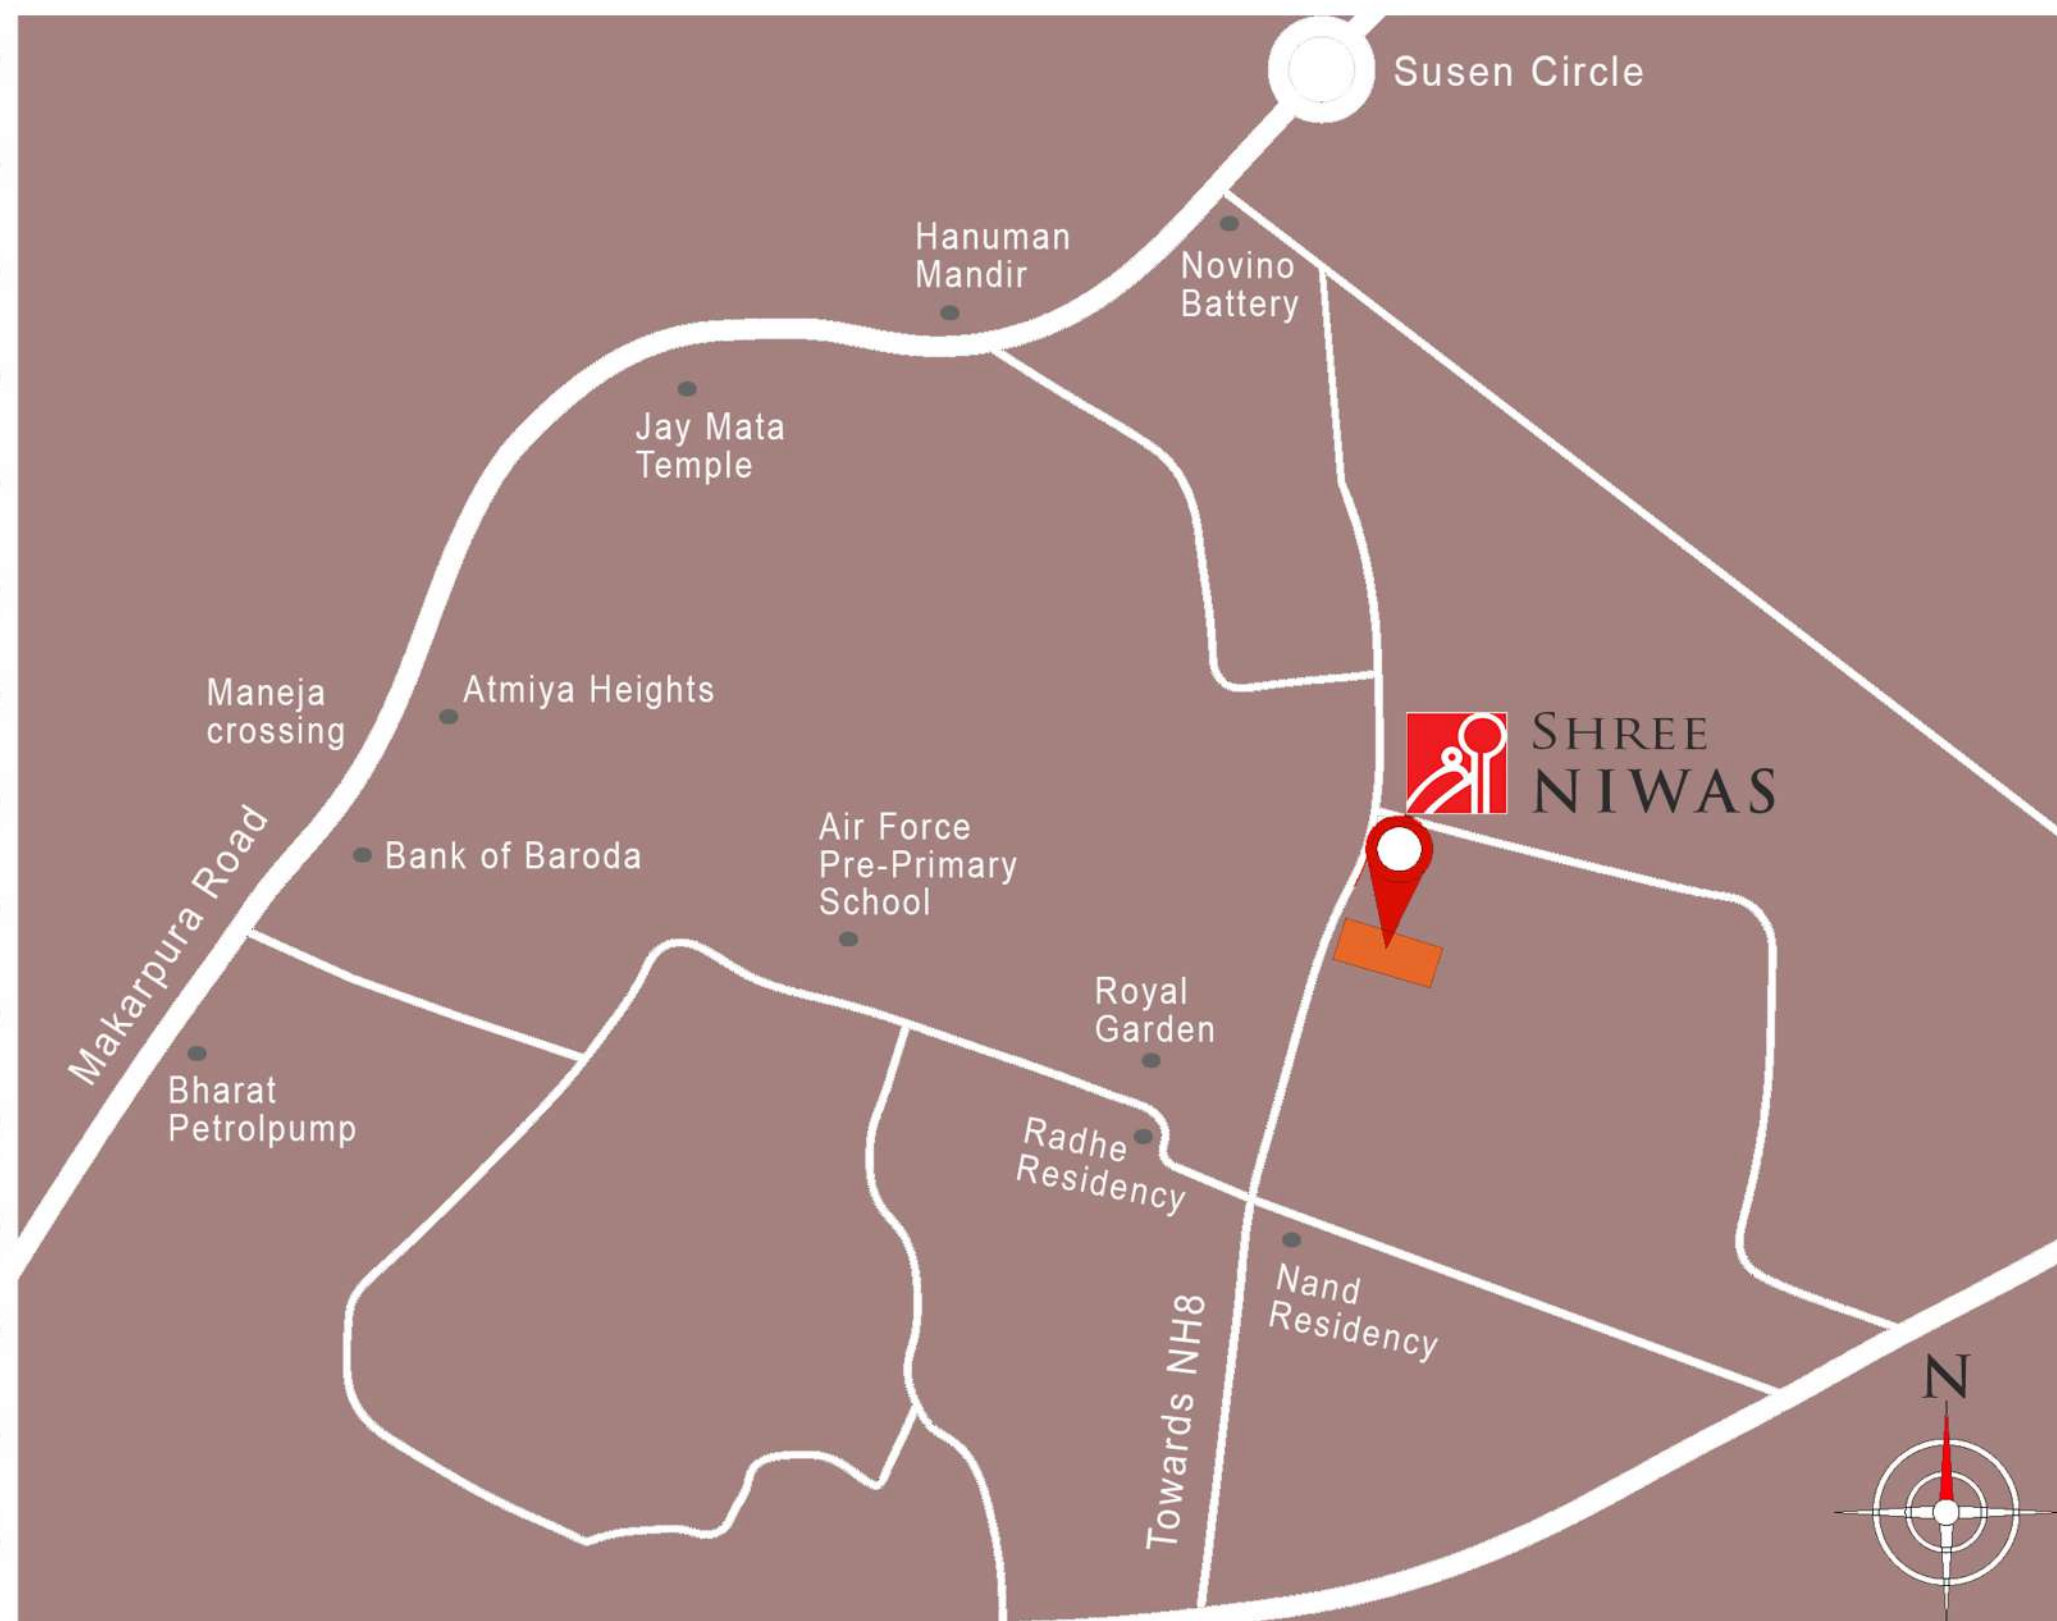 Susen Circle
Hanuman
Mandir
Novino
Battery
Jay Mata
Temple
Maneja
crossing
Atmiya Heights
SHREE
NIWAS
Makarpura Road
Bank of Baroda
Air Force
Pre-Primary
School
Royal
Garden
Bharat
Petrolpump
Radhe
Residency
Nand
Residency
Towards NH8
N